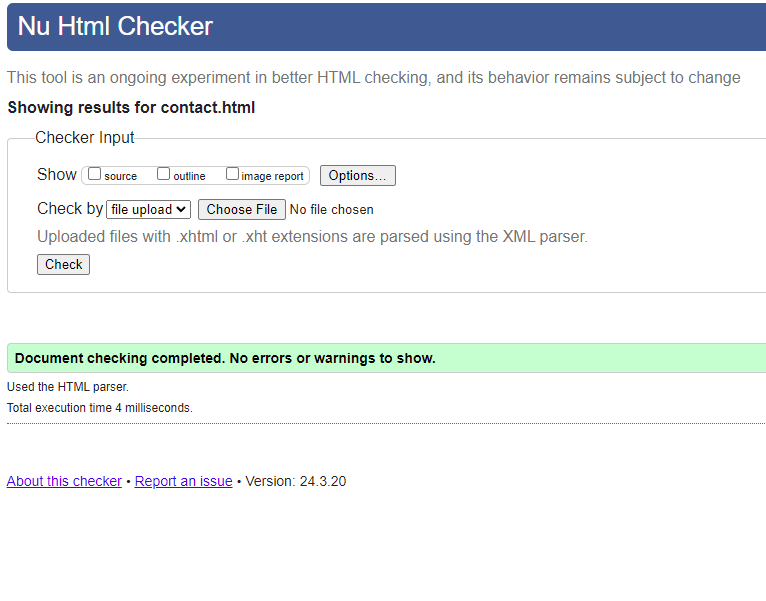 Nu Html Checker
This tool is an ongoing experiment in better HTML checking, and its behavior remains subject to change
Showing results for contact.html
Checker Input
Show source outline image report Options...
Check by file upload Choose File No file chosen
Uploaded files with .xhtml or .xht extensions are parsed using the XML parser.
Check
Document checking completed. No errors or warnings to show.
Used the HTML parser.
Total execution time 4 milliseconds.
About this checker • Report an issue • Version: 24.3.20